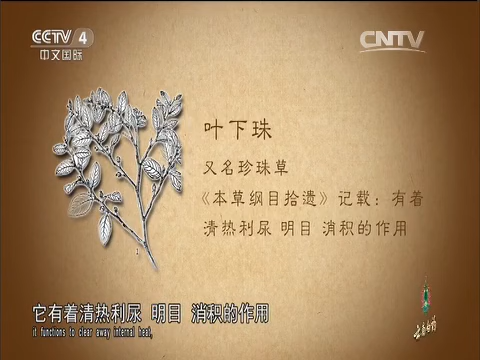 CCTV 4
中文国际
CNTV
叶下珠
又名珍珠草
《本草纲目拾遗》记载：有着
清热利尿 明目 消积的作用
它有着清热利尿 明目 消积的作用
it functions to clear away internal heat,